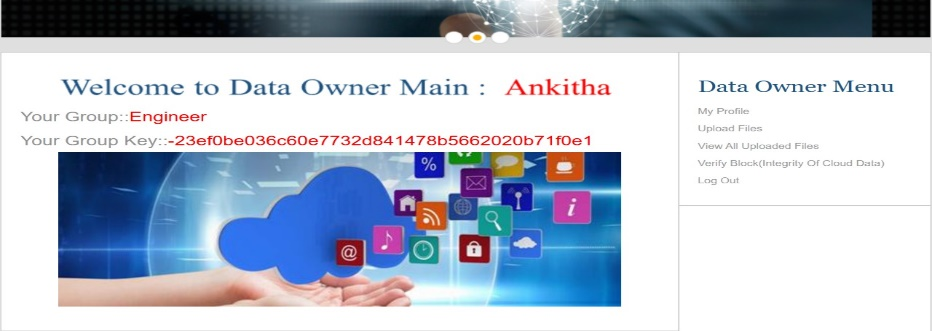 Welcome to Data Owner Main : Ankitha
Your Group::Engineer
Your Group Key::-23ef0be036c60e7732d841478b5662020b71f0e1
%
@
i
Data Owner Menu
My Profile
Upload Files
View All Uploaded Files
Verify Block(Integrity Of Cloud Data)
Log Out